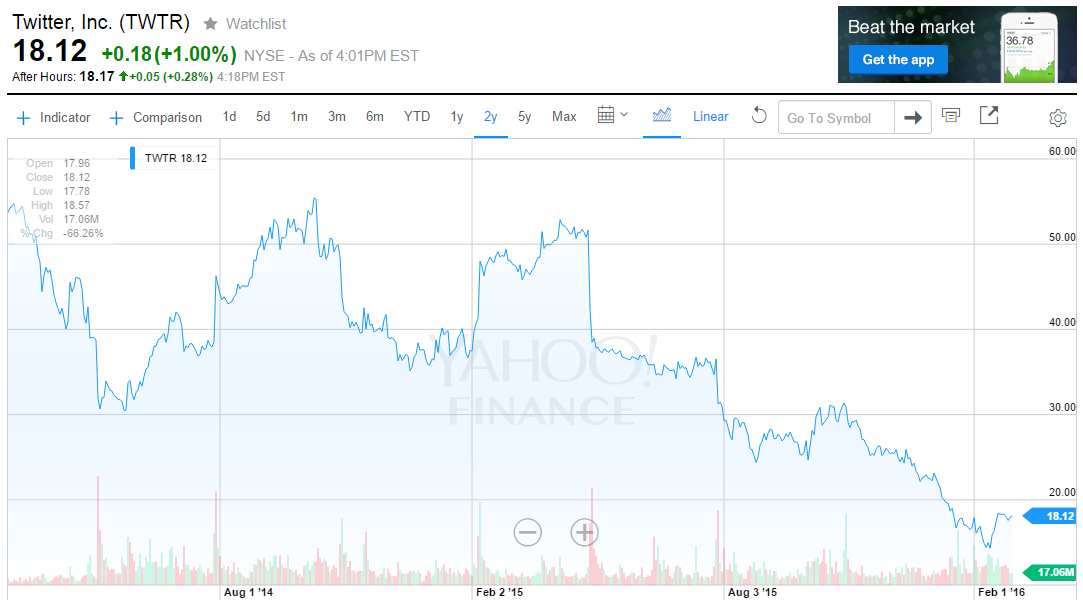 Twitter, Inc. (TWTR) Watchlist
18.12 +0.18 (+1.00%) NYSE - As of 4:01PM EST
After Hours: 18.17 +0.05 (+0.28%) 4:18PM EST
Beat the market
Get the app
36.78
Indicator Comparison 1d 5d 1m 3m 6m YTD 1y 2y 5y Max Linear Go To Symbol
TWTR 18.12
Open 17.96
Close 18.12
Low 17.78
High 18.57
Vol 17.06M
% Chg -66.26%
60.00
50.00
40.00
30.00
20.00
18.12
17.06M
YAHOO!
FINANCE
Aug 1 '14 Feb 2 '15 Aug 3 '15 Feb 1 '16